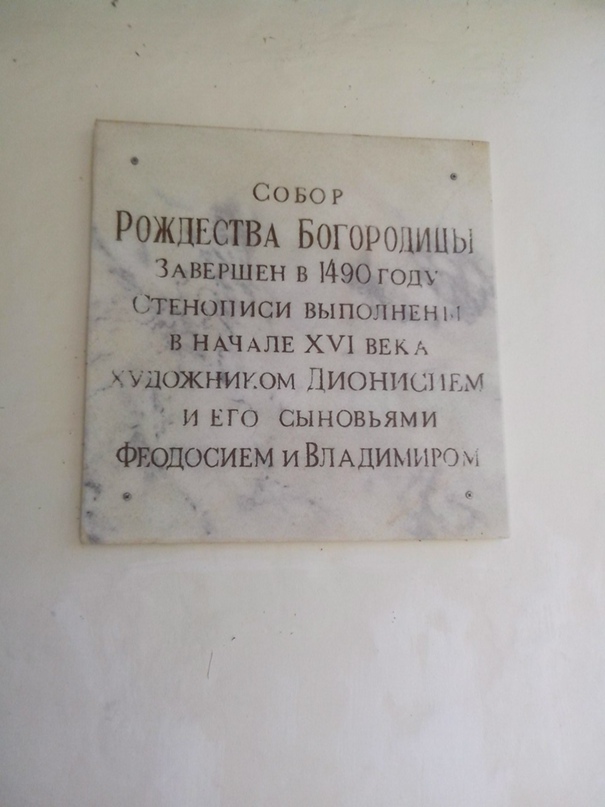 СОБОР
РОЖДЕСТВА БОГОРОДИЦЫ
ЗАВЕРШЕН В 1490 ГОДУ
СТЕНОПИСИ ВЫПОЛНЕНЫ
В НАЧАЛЕ XVI ВЕКА
ХУДОЖНИКОМ ДИОНИСИЕМ
И ЕГО СЫНОВЬЯМИ
ФЕОДОСИЕМ И ВЛАДИМИРОМ